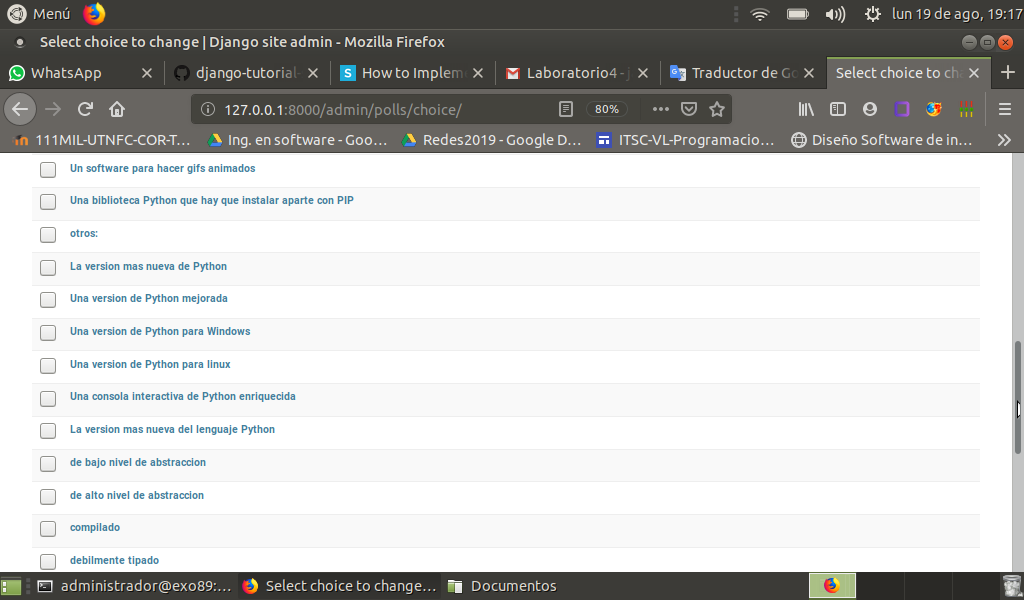 Menú lun 19 de ago, 19:17
Select choice to change | Django site admin - Mozilla Firefox
WhatsApp django-tutorial- How to Implem Laboratorio4 - j Traductor de Go Select choice to ch
127.0.0.1:8000/admin/polls/choice/ 80%
111MIL-UTNFC-COR-T... Ing. en software - Goo... Redes2019 - Google D... ITSC-VL-Programacio... Diseño Software de in...
Un software para hacer gifs animados
Una biblioteca Python que hay que instalar aparte con PIP
otros:
La version mas nueva de Python
Una version de Python mejorada
Una version de Python para Windows
Una version de Python para linux
Una consola interactiva de Python enriquecida
La version mas nueva del lenguaje Python
de bajo nivel de abstraccion
de alto nivel de abstraccion
compilado
debilmente tipado
administrador@exo89:... Select choice to change... Documentos